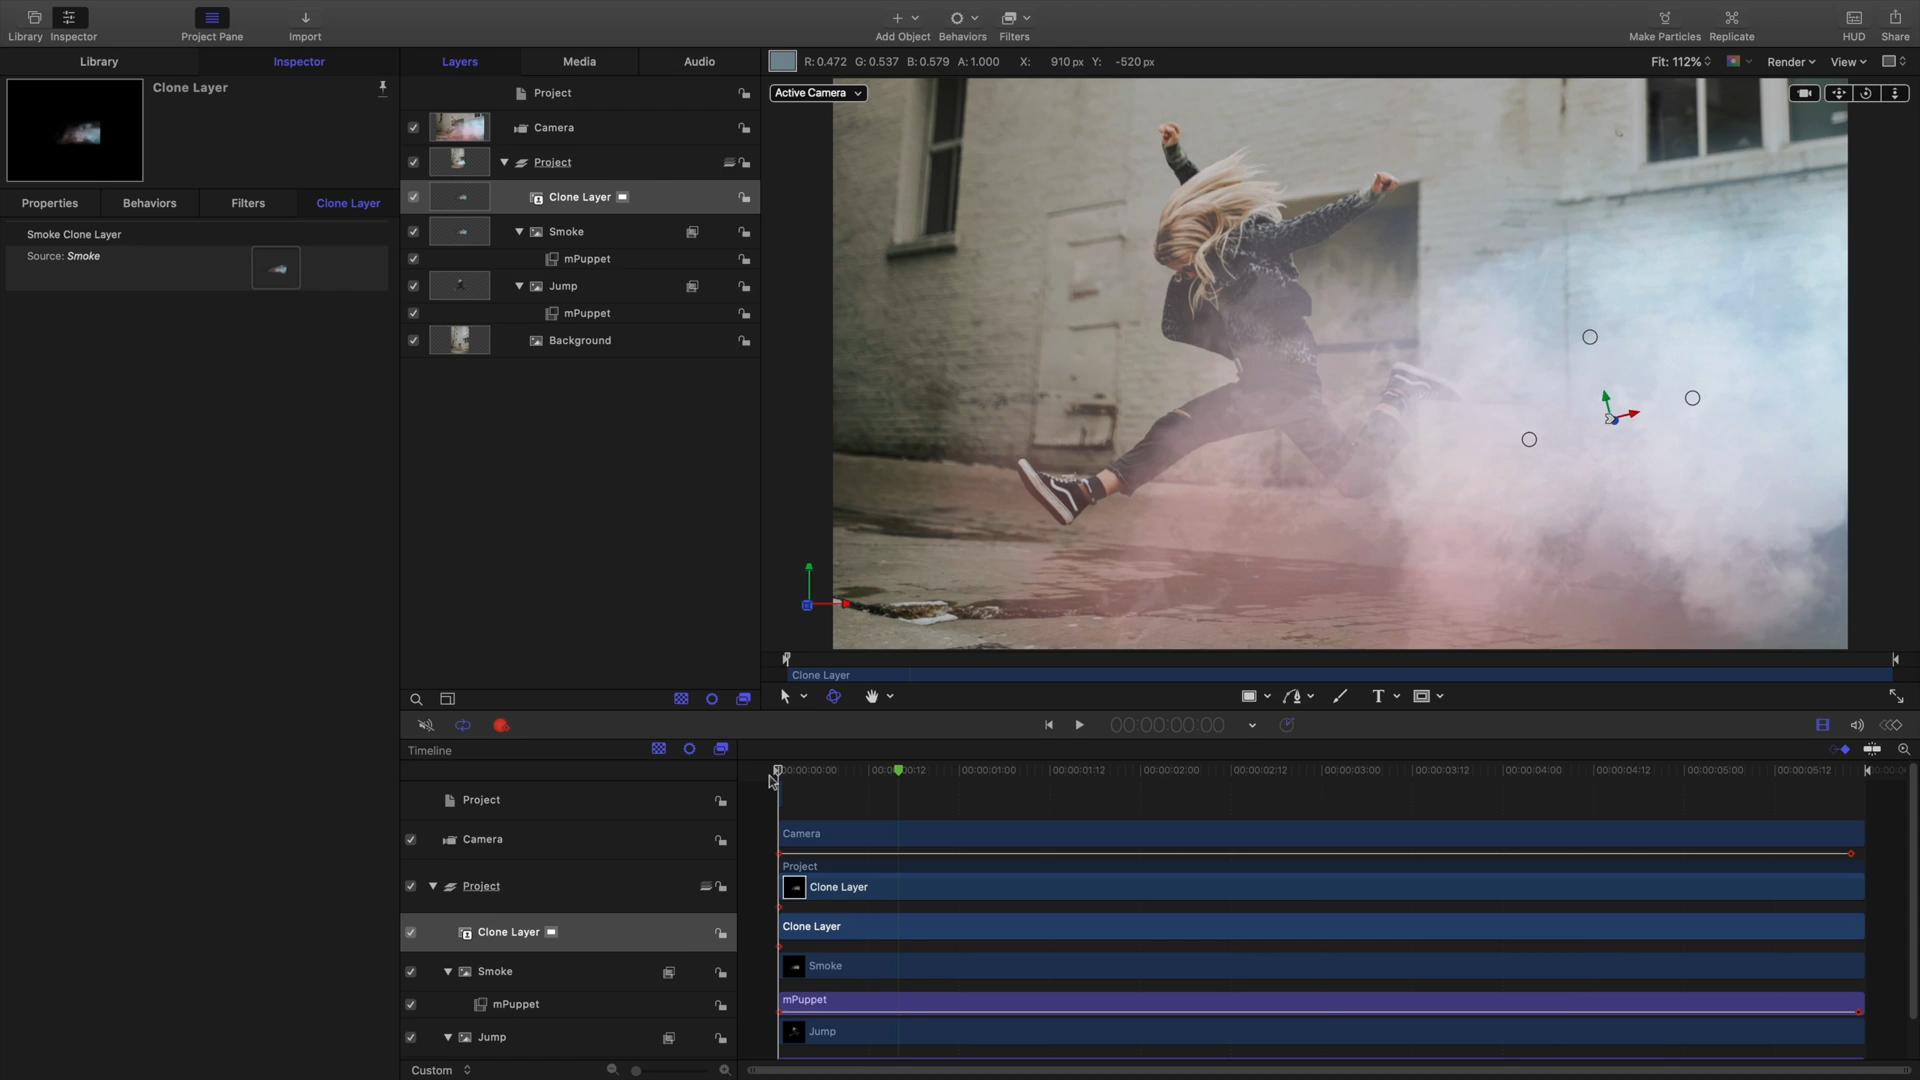 Library
Inspector
Project Pane
Import
Add Object
Behaviors
Filters
Make Particles
Replicate
HUD
Share
Library
Inspector
Layers
Media
Audio
R: 0.472 G: 0.537 B: 0.579 A: 1.000 X: 910 px Y: -520 px
Fit: 112%
Render
View
Clone Layer
Active Camera
Properties
Behaviors
Filters
Clone Layer
Smoke Clone Layer
Source: Smoke
Project
Camera
Project
Clone Layer
Smoke
mPuppet
Jump
mPuppet
Background
Clone Layer
T
00:00:00:00
Timeline
00:00:00:00
00:00:00:12
00:00:01:00
00:00:01:12
00:00:02:00
00:00:02:12
00:00:03:00
00:00:03:12
00:00:04:00
00:00:04:12
00:00:05:00
00:00:05:12
Project
Camera
Camera
Project
Project
Clone Layer
Clone Layer
Clone Layer
Smoke
Smoke
mPuppet
mPuppet
Jump
Jump
Custom